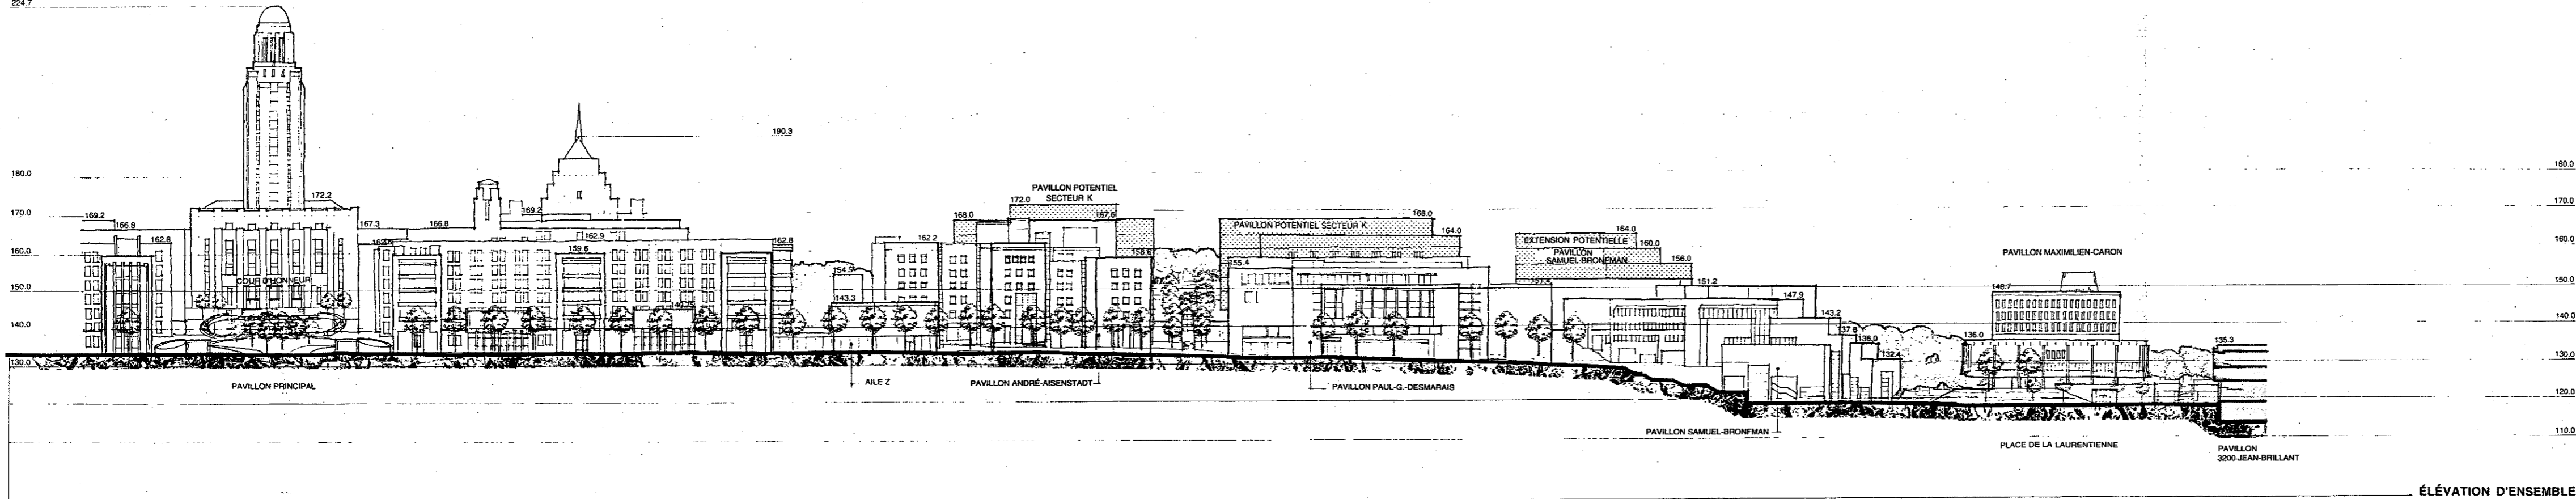 224.7
190.3
180.0
180.0
172.2
170.0
170.0
169.2
166.8
162.8
167.3
166.8
169.2
162.9
159.6
162.8
160.0
160.0
COUR D'HONNEUR
150.0
150.0
140.75
140.0
140.0
130.0
130.0
120.0
110.0
154.5
143.3
162.2
168.0
PAVILLON POTENTIEL
SECTEUR K
172.0
167.6
158.8
PAVILLON POTENTIEL SECTEUR K
168.0
164.0
155.4
164.0
EXTENSION POTENTIELLE
160.0
PAVILLON
SAMUEL-BRONFMAN
156.0
151.4
151.2
147.9
143.2
137.8
136.0
132.4
PAVILLON MAXIMILIEN-CARON
148.7
136.0
135.3
PAVILLON PRINCIPAL
AILE Z
PAVILLON ANDRÉ-AISENSTADT
PAVILLON PAUL-G.-DESMARAIS
PAVILLON SAMUEL-BRONFMAN
PLACE DE LA LAURENTIENNE
PAVILLON
3200 JEAN-BRILLANT
ÉLÉVATION D'ENSEMBLE